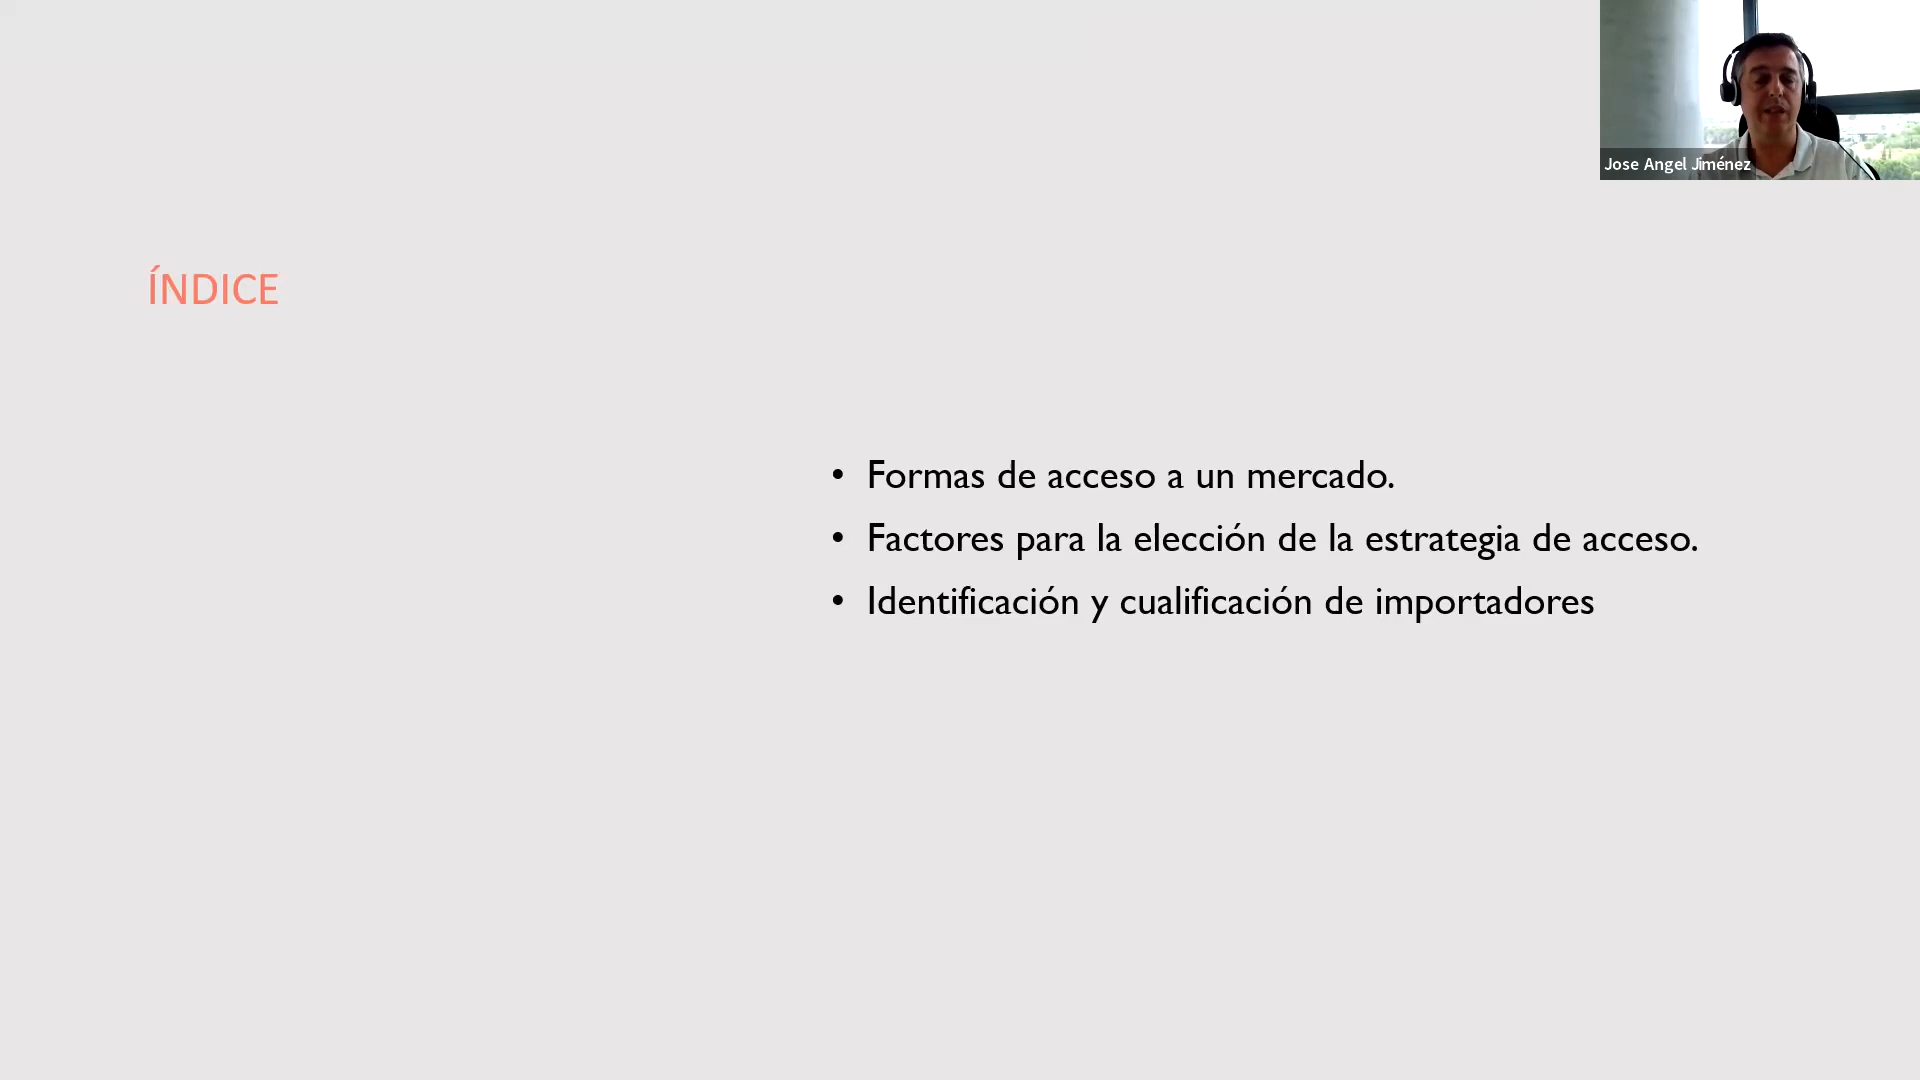 Jose Angel Jiménez
ÍNDICE
• Formas de acceso a un mercado.
• Factores para la elección de la estrategia de acceso.
• Identificación y cualificación de importadores